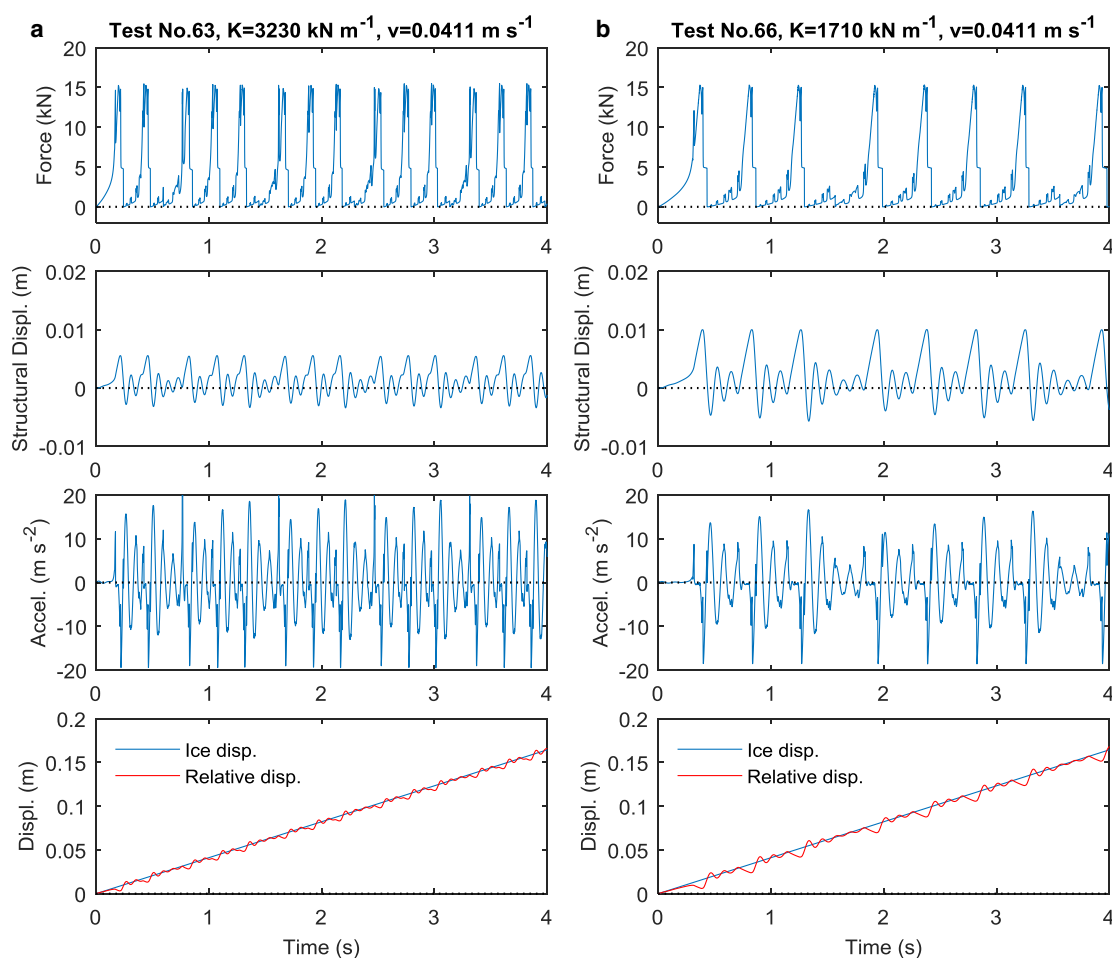 a Test No.63, K=3230 kN m⁻¹, v=0.0411 m s⁻¹
20
15
10
5
0
Force (kN)
0 1 2 3 4
0.02
0.01
0
-0.01
Structural Displ. (m)
0 1 2 3 4
20
10
0
-10
-20
Accel. (m s⁻²)
0 1 2 3 4
0.2
0.15
0.1
0.05
0
Displ. (m)
Ice disp.
Relative disp.
0 1 2 3 4
Time (s)
b Test No.66, K=1710 kN m⁻¹, v=0.0411 m s⁻¹
20
15
10
5
0
Force (kN)
0 1 2 3 4
0.02
0.01
0
-0.01
Structural Displ. (m)
0 1 2 3 4
20
10
0
-10
-20
Accel. (m s⁻²)
0 1 2 3 4
0.2
0.15
0.1
0.05
0
Displ. (m)
Ice disp.
Relative disp.
0 1 2 3 4
Time (s)